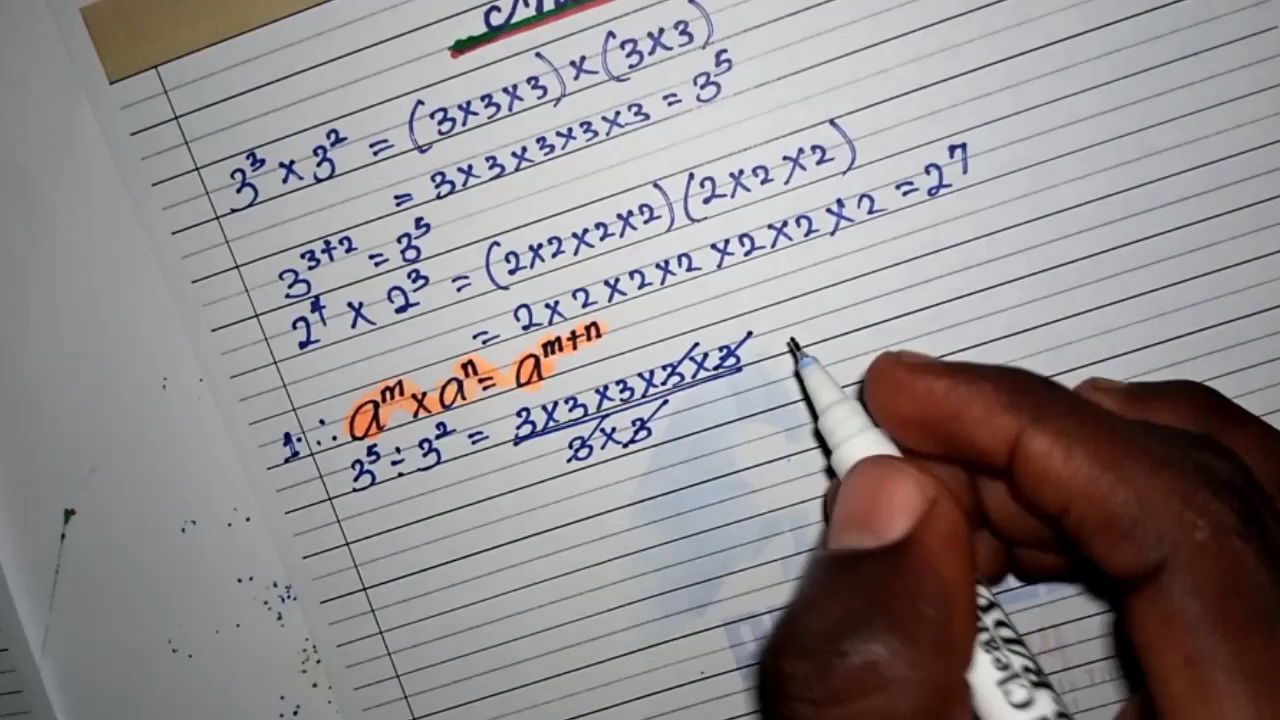 3³ × 3² = (3×3×3) × (3×3)
= 3×3×3×3×3 = 3⁵
3³⁺² = 3⁵
2⁴ × 2³ = (2×2×2×2)(2×2×2)
= 2×2×2×2×2×2×2 = 2⁷
1. ∴ aᵐ × aⁿ = aᵐ⁺ⁿ
3⁵ ÷ 3² = 3×3×3×3×3
3×3
Clear